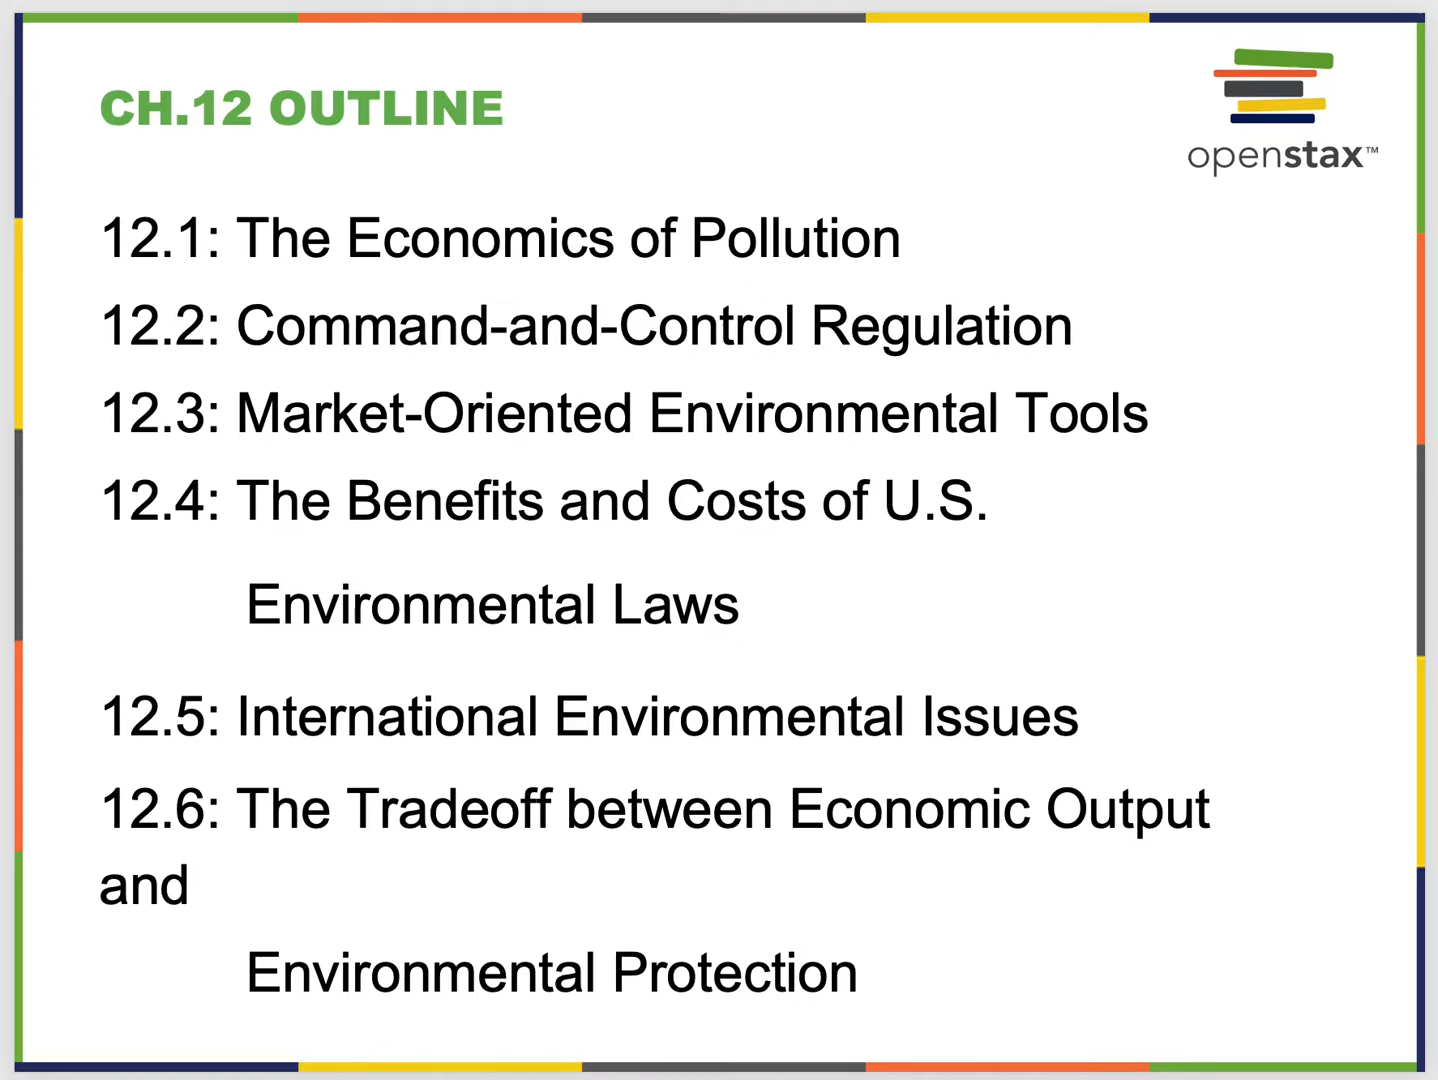 CH.12 OUTLINE
openstax™
12.1: The Economics of Pollution
12.2: Command-and-Control Regulation
12.3: Market-Oriented Environmental Tools
12.4: The Benefits and Costs of U.S.
Environmental Laws
12.5: International Environmental Issues
12.6: The Tradeoff between Economic Output
and
Environmental Protection